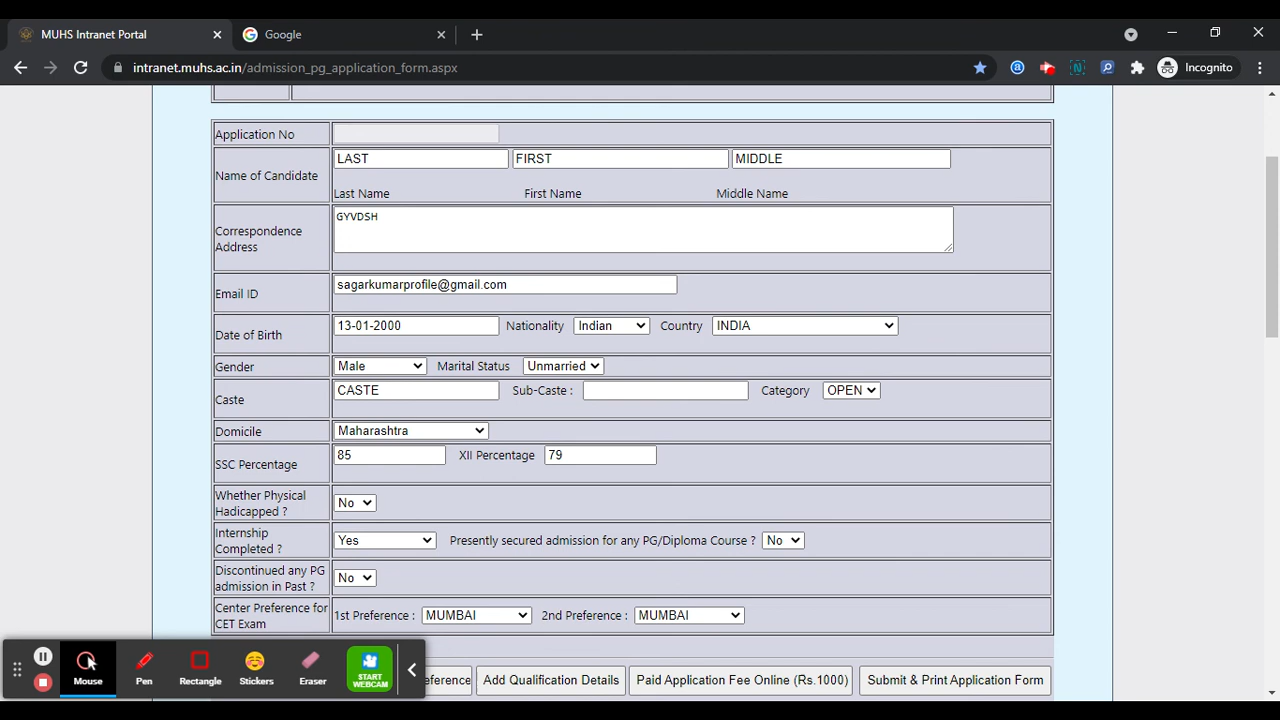 MUHS Intranet Portal
Google
intranet.muhs.ac.in/admission_pg_application_form.aspx
Incognito
Application No
LAST FIRST MIDDLE
Name of Candidate
Last Name First Name Middle Name
GYVDSH
Correspondence
Address
sagarkumarprofile@gmail.com
Email ID
13-01-2000 Nationality Indian Country INDIA
Date of Birth
Gender Male Marital Status Unmarried
CASTE Sub-Caste : Category OPEN
Caste
Domicile Maharashtra
85 XII Percentage 79
SSC Percentage
Whether Physical
Hadicapped ? No
Internship
Completed ? Yes Presently secured admission for any PG/Diploma Course ? No
Discontinued any PG
admission in Past ? No
Center Preference for
CET Exam 1st Preference : MUMBAI 2nd Preference : MUMBAI
Mouse Pen Rectangle Stickers Eraser START WEBCAM
eference Add Qualification Details Paid Application Fee Online (Rs.1000) Submit & Print Application Form